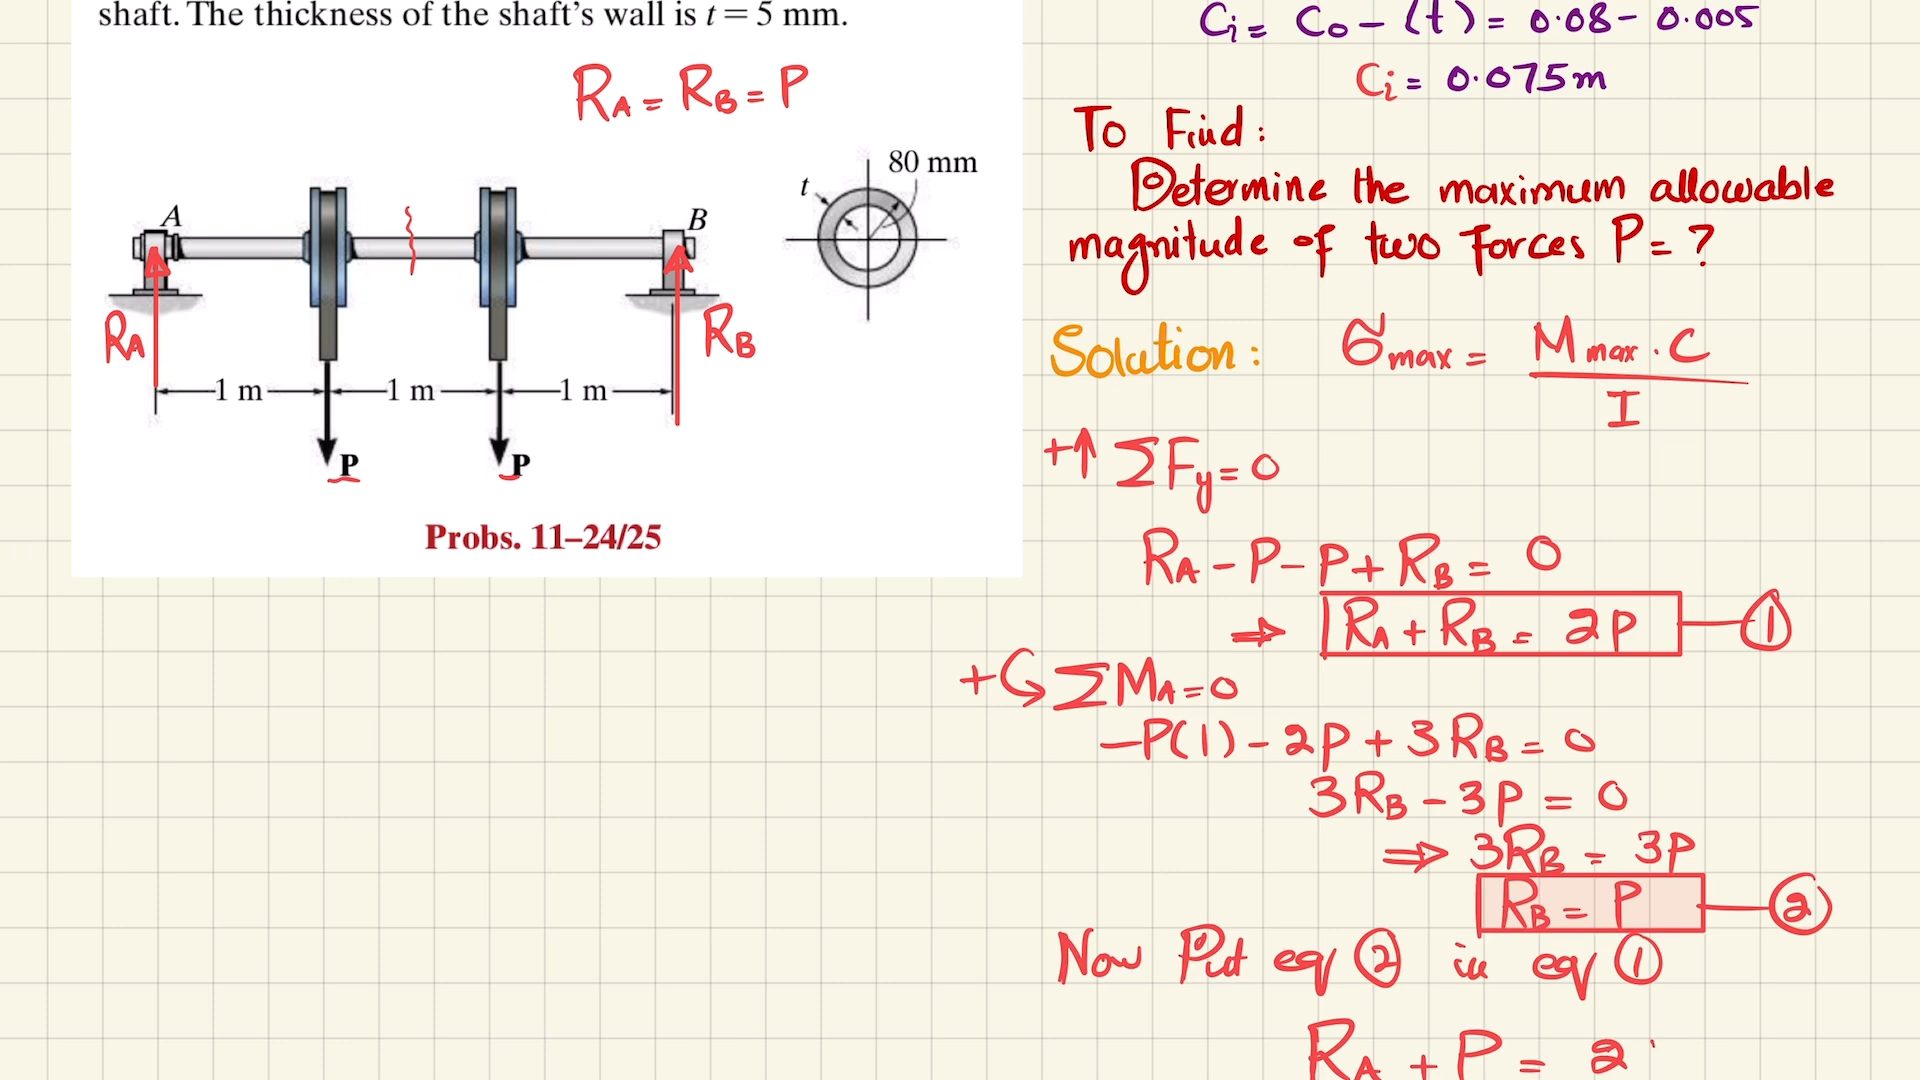 shaft. The thickness of the shaft's wall is t = 5 mm.
RA = RB = P
80 mm
t
A
B
RA
RB
1 m
1 m
1 m
P
P
Probs. 11–24/25
Ci = Co - (t) = 0.08 - 0.005
Ci = 0.075m
To Find:
Determine the maximum allowable
magnitude of two Forces P = ?
Solution: σmax = Mmax . C / I
+↑ ΣFy = 0
RA - P - P + RB = 0
⇒ RA + RB = 2P — ①
+↺ ΣMA = 0
-P(1) - 2P + 3RB = 0
3RB - 3P = 0
⇒ 3RB = 3P
RB = P — ②
Now Put eq ② in eq ①
RA + P = 2